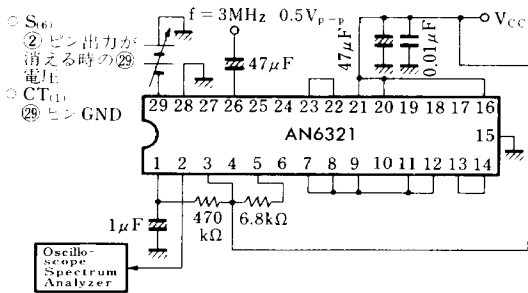 ○ S(6)
② ピン出力が
消える時の㉙
電圧
○ CT(1)
㉙ ピン GND
f = 3MHz 0.5Vp-p
47μF
47μF
0.01μF
VCC
29 28 27 26 25 24 23 22 21 20 19 18 17 16
AN6321
15
1 2 3 4 5 6 7 8 9 10 11 12 13 14
1μF
470
kΩ
6.8kΩ
Oscillo-
scope
Spectrum
Analyzer